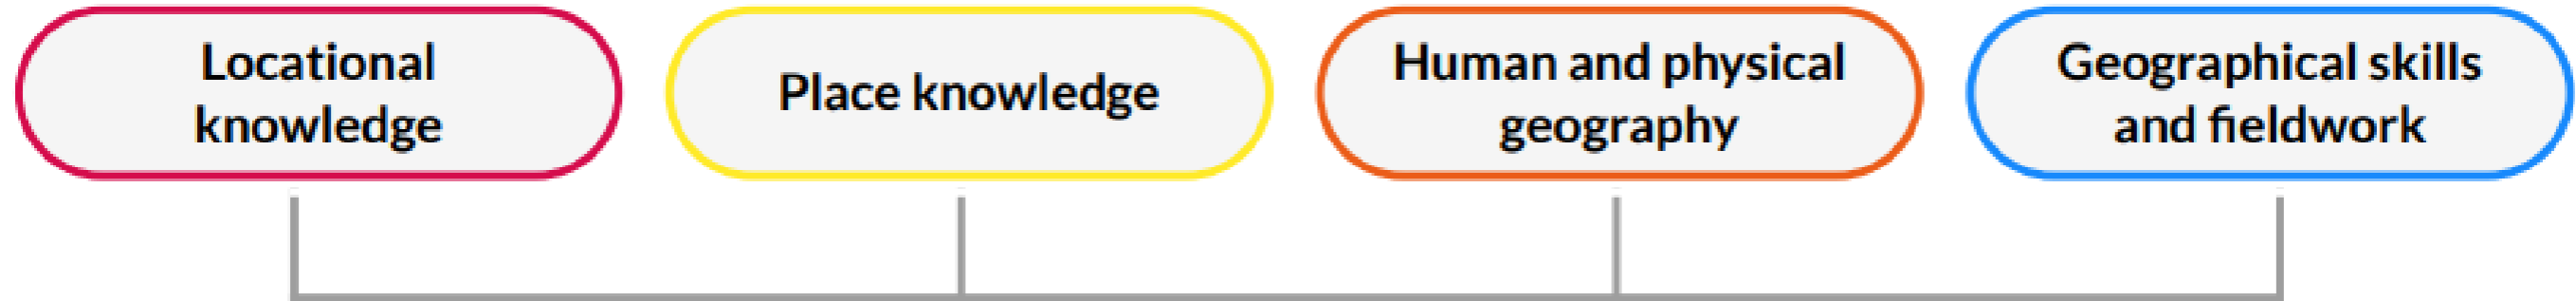 Locational
knowledge
Place knowledge
Human and physical
geography
Geographical skills
and fieldwork